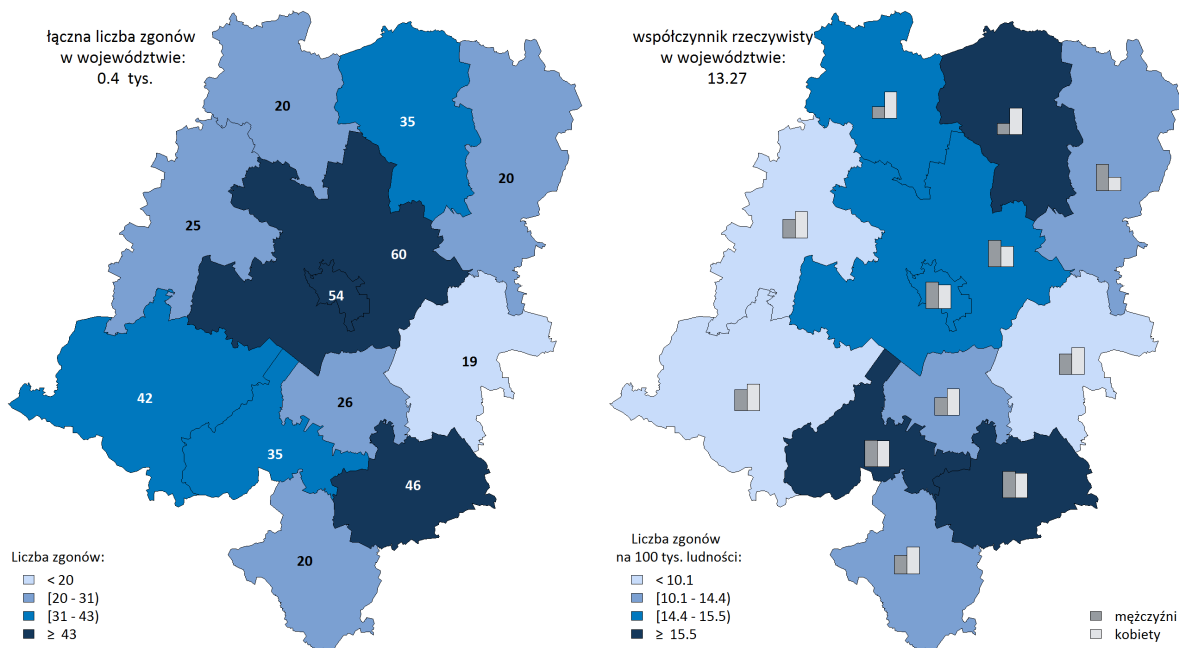 łączna liczba zgonów
w województwie:
0.4 tys.
20
35
20
25
60
54
19
42
26
35
46
20
Liczba zgonów:
< 20
[20 - 31)
[31 - 43)
≥ 43
współczynnik rzeczywisty
w województwie:
13.27
Liczba zgonów
na 100 tys. ludności:
< 10.1
[10.1 - 14.4)
[14.4 - 15.5)
≥ 15.5
mężczyźni
kobiety